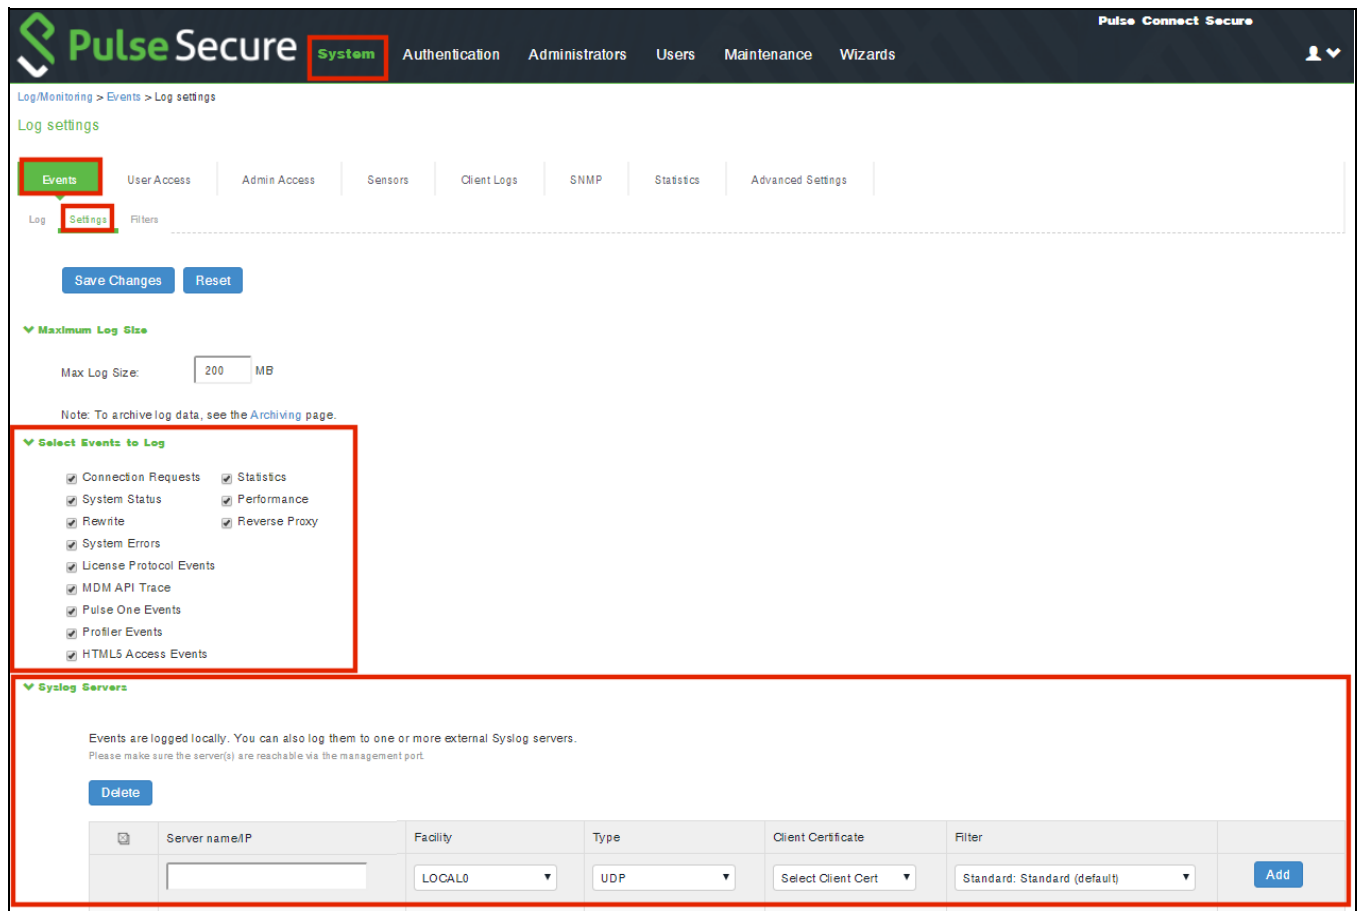 Pulse Connect Secure
Pulse Secure System Authentication Administrators Users Maintenance Wizards
Log/Monitoring > Events > Log settings
Log settings
Events User Access Admin Access Sensors Client Logs SNMP Statistics Advanced Settings
Log Settings Filters
Save Changes Reset
Maximum Log Size
Max Log Size: 200 MB
Note: To archive log data, see the Archiving page.
Select Events to Log
Connection Requests Statistics
System Status Performance
Rewrite Reverse Proxy
System Errors
License Protocol Events
MDM API Trace
Pulse One Events
Profiler Events
HTML5 Access Events
Syslog Servers
Events are logged locally. You can also log them to one or more external Syslog servers.
Please make sure the server(s) are reachable via the management port.
Delete
Server name/IP Facility Type Client Certificate Filter
LOCAL0 UDP Select Client Cert Standard: Standard (default) Add